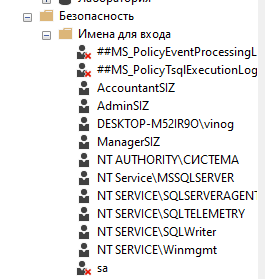 Безопасность
Имена для входа
##MS_PolicyEventProcessingL
##MS_PolicyTsqlExecutionLog
AccountantSIZ
AdminSIZ
DESKTOP-M52IR9O\vinog
ManagerSIZ
NT AUTHORITY\СИСТЕМА
NT Service\MSSQLSERVER
NT SERVICE\SQLSERVERAGENT
NT SERVICE\SQLTELEMETRY
NT SERVICE\SQLWriter
NT SERVICE\Winmgmt
sa